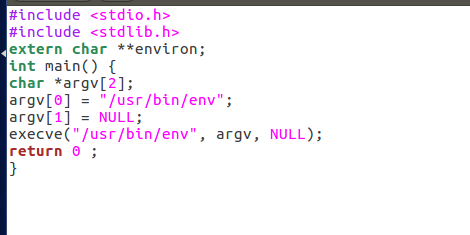 #include <stdio.h>
#include <stdlib.h>
extern char **environ;
int main() {
char *argv[2];
argv[0] = "/usr/bin/env";
argv[1] = NULL;
execve("/usr/bin/env", argv, NULL);
return 0 ;
}